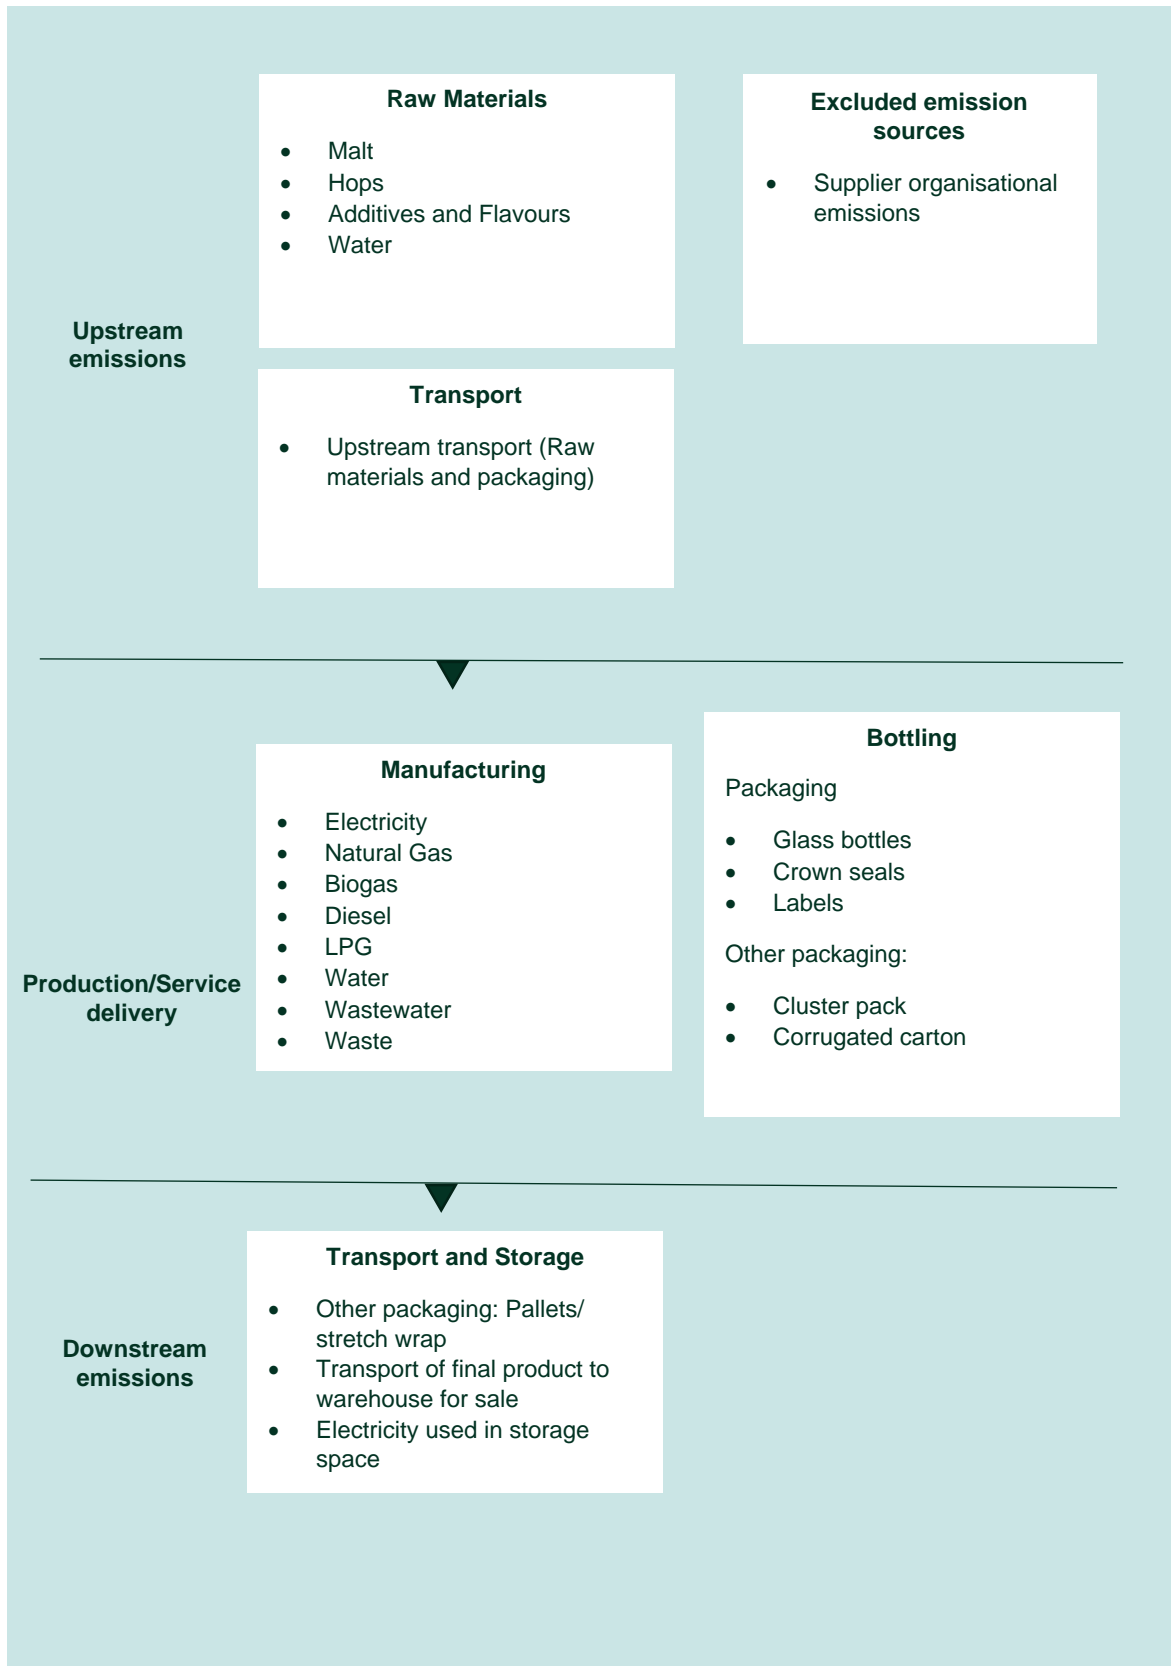 Upstream
emissions
Raw Materials
• Malt
• Hops
• Additives and Flavours
• Water
Excluded emission
sources
• Supplier organisational
emissions
Transport
• Upstream transport (Raw
materials and packaging)
Production/Service
delivery
Manufacturing
• Electricity
• Natural Gas
• Biogas
• Diesel
• LPG
• Water
• Wastewater
• Waste
Bottling
Packaging
• Glass bottles
• Crown seals
• Labels
Other packaging:
• Cluster pack
• Corrugated carton
Downstream
emissions
Transport and Storage
• Other packaging: Pallets/
stretch wrap
• Transport of final product to
warehouse for sale
• Electricity used in storage
space